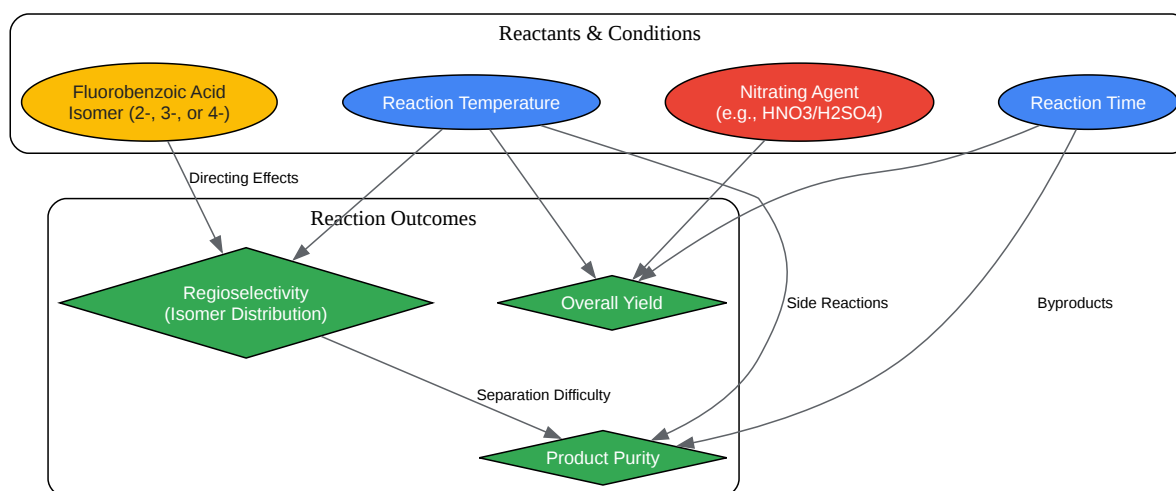 Reactants & Conditions
Fluorobenzoic Acid
Isomer (2-, 3-, or 4-)
Reaction Temperature
Nitrating Agent
(e.g., HNO3/H2SO4)
Reaction Time
Directing Effects
Reaction Outcomes
Regioselectivity
(Isomer Distribution)
Overall Yield
Side Reactions
Byproducts
Separation Difficulty
Product Purity